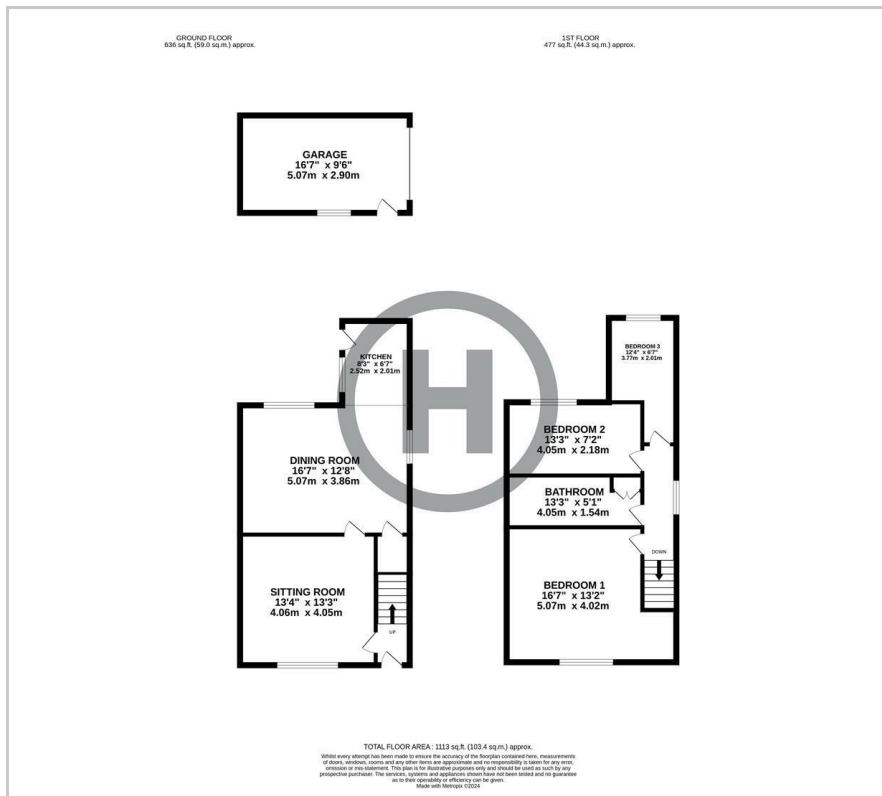 GROUND FLOOR
636 sq.ft. (59.0 sq.m.) approx.
1ST FLOOR
477 sq.ft. (44.3 sq.m.) approx.
GARAGE
16'7" x 9'6"
5.07m x 2.90m
KITCHEN
8'3" x 6'7"
2.52m x 2.01m
H
DINING ROOM
16'7" x 12'8"
5.07m x 3.86m
SITTING ROOM
13'4" x 13'3"
4.06m x 4.05m
UP
BEDROOM 3
12'4" x 6'7"
3.77m x 2.01m
BEDROOM 2
13'3" x 7'2"
4.05m x 2.18m
BATHROOM
13'3" x 5'1"
4.05m x 1.54m
DOWN
BEDROOM 1
16'7" x 13'2"
5.07m x 4.02m
TOTAL FLOOR AREA : 1113 sq.ft. (103.4 sq.m.) approx.
Whilst every attempt has been made to ensure the accuracy of the floorplan contained here, measurements
of doors, windows, rooms and any other items are approximate and no responsibility is taken for any error,
omission or mis-statement. This plan is for illustrative purposes only and should be used as such by any
prospective purchaser. The services, systems and appliances shown have not been tested and no guarantee
as to their operability or efficiency can be given.
Made with Metropix ©2024